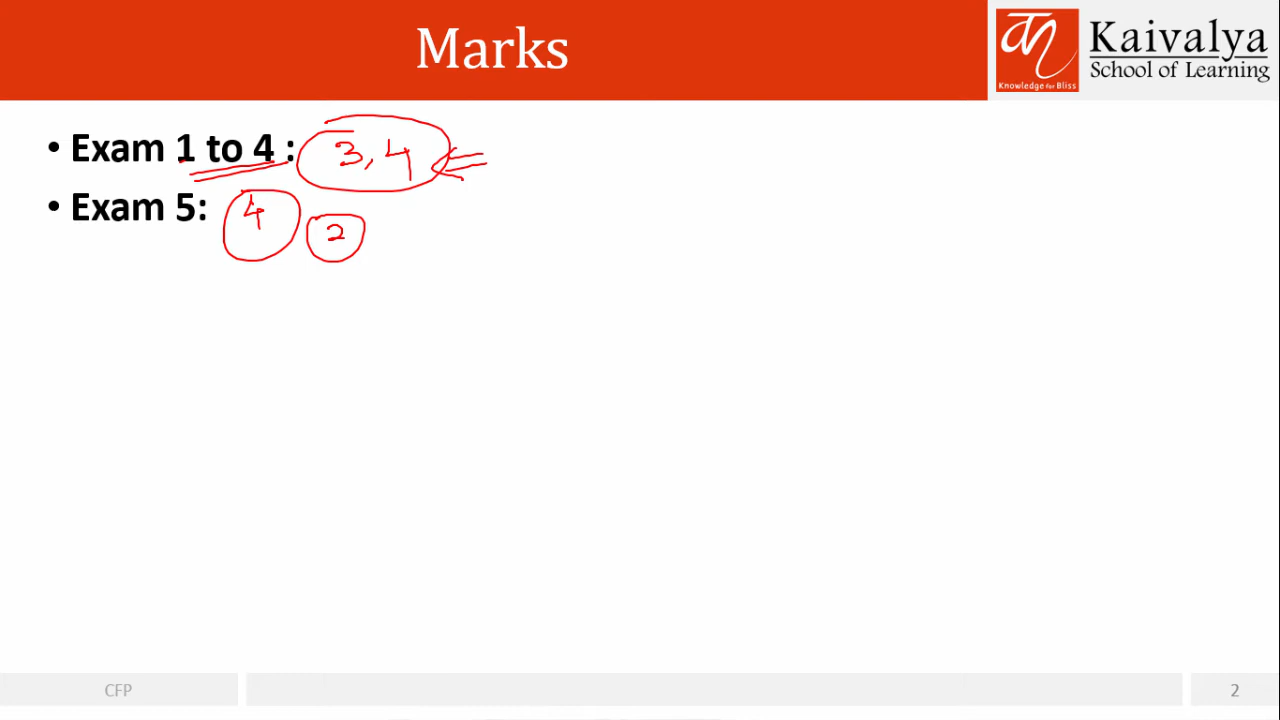 Marks
Kaivalya
School of Learning
Knowledge for Bliss
• Exam 1 to 4 : 3, 4
• Exam 5: 4 2
CFP
2